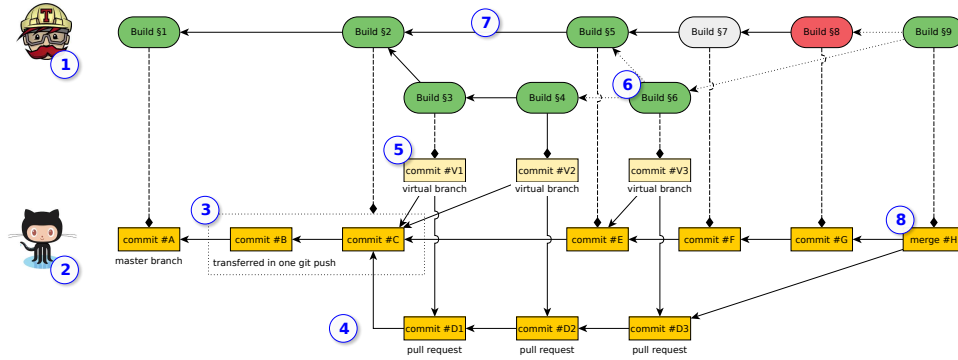 T
1
Build §1
Build §2
7
Build §5
Build §7
Build §8
Build §9
Build §3
Build §4
6
Build §6
5
commit #V1
commit #V2
commit #V3
virtual branch
virtual branch
virtual branch
3
8
2
commit #A
commit #B
commit #C
commit #E
commit #F
commit #G
merge #H
master branch
transferred in one git push
4
commit #D1
commit #D2
commit #D3
pull request
pull request
pull request